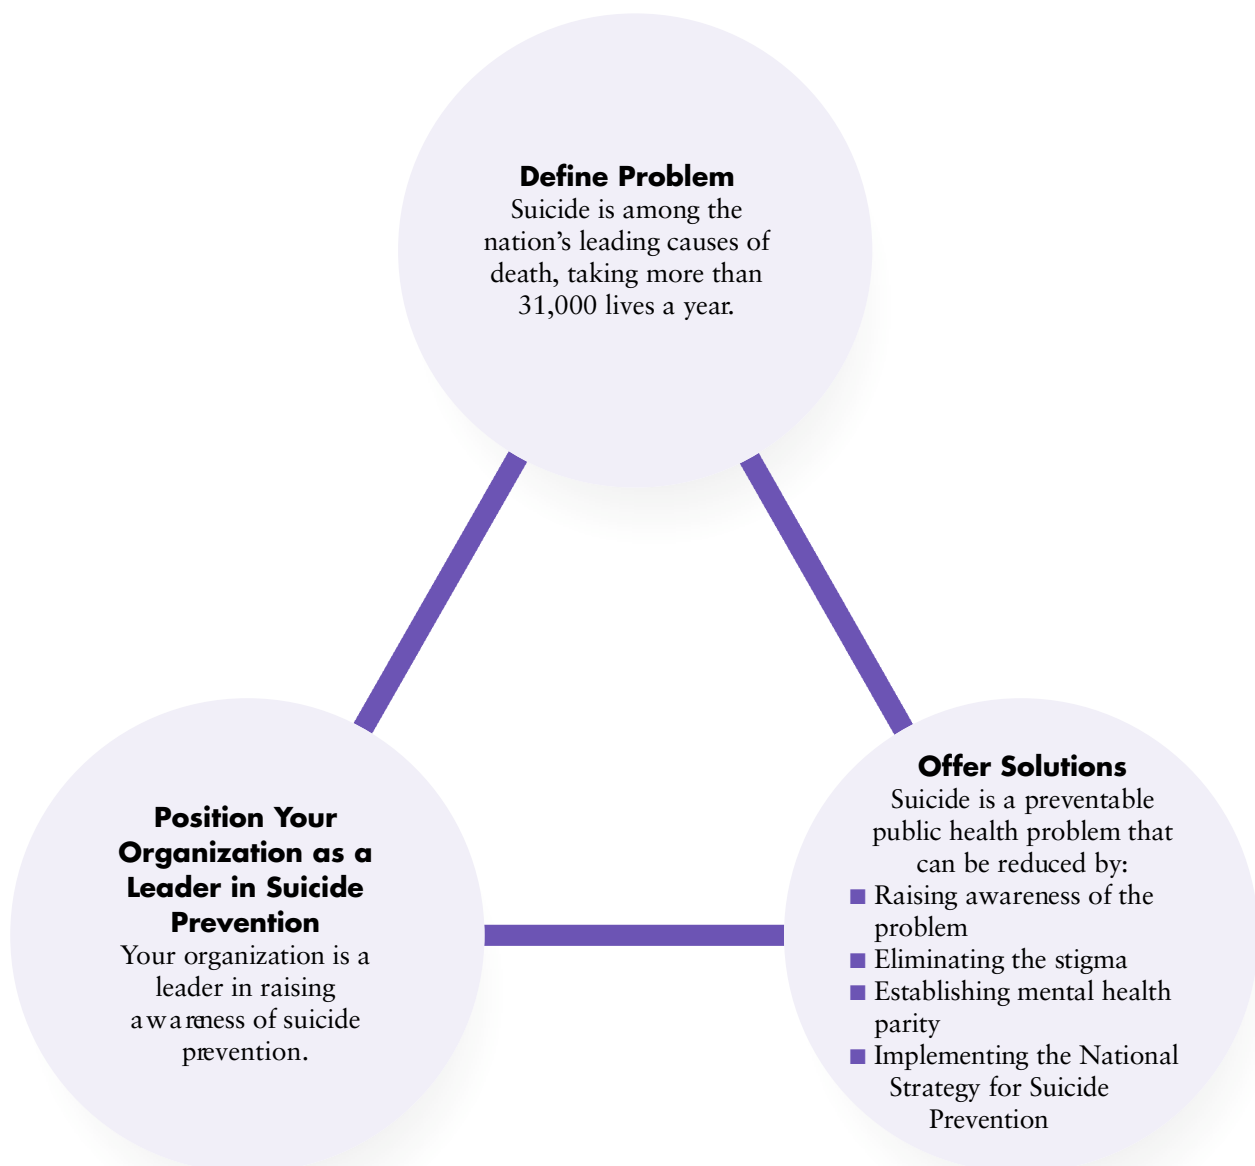 Define Problem
Suicide is among the
nation’s leading causes of
death, taking more than
31,000 lives a year.
Position Your
Organization as a
Leader in Suicide
Prevention
Your organization is a
leader in raising
awareness of suicide
prevention.
Offer Solutions
Suicide is a preventable
public health problem that
can be reduced by:
■ Raising awareness of the
problem
■ Eliminating the stigma
■ Establishing mental health
parity
■ Implementing the National
Strategy for Suicide
Prevention